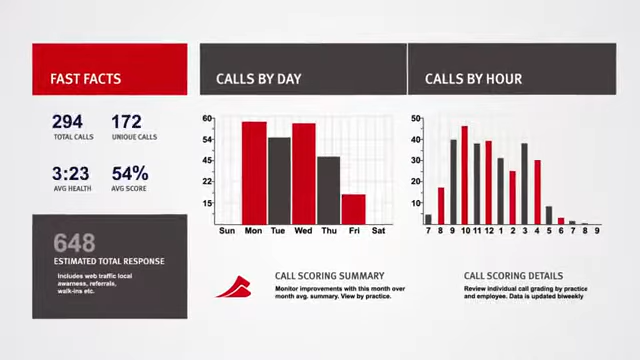 FAST FACTS
294
172
TOTAL CALLS
UNIQUE CALLS
3:23
54%
AVG HEALTH
AVG SCORE
648
ESTIMATED TOTAL RESPONSE
Includes web traffic local
awarness, referrals,
walk-ins etc.
CALLS BY DAY
60
54
45
22
15
Sun Mon Tue Wed Thu Fri Sat
CALLS BY HOUR
50
40
30
20
10
7 8 9 10 11 12 1 2 3 4 5 6 7 8 9
CALL SCORING SUMMARY
Monitor improvements with this month over
month avg. summary. View by practice.
CALL SCORING DETAILS
Review individual call grading by practice
and employee. Data is updated biweekly